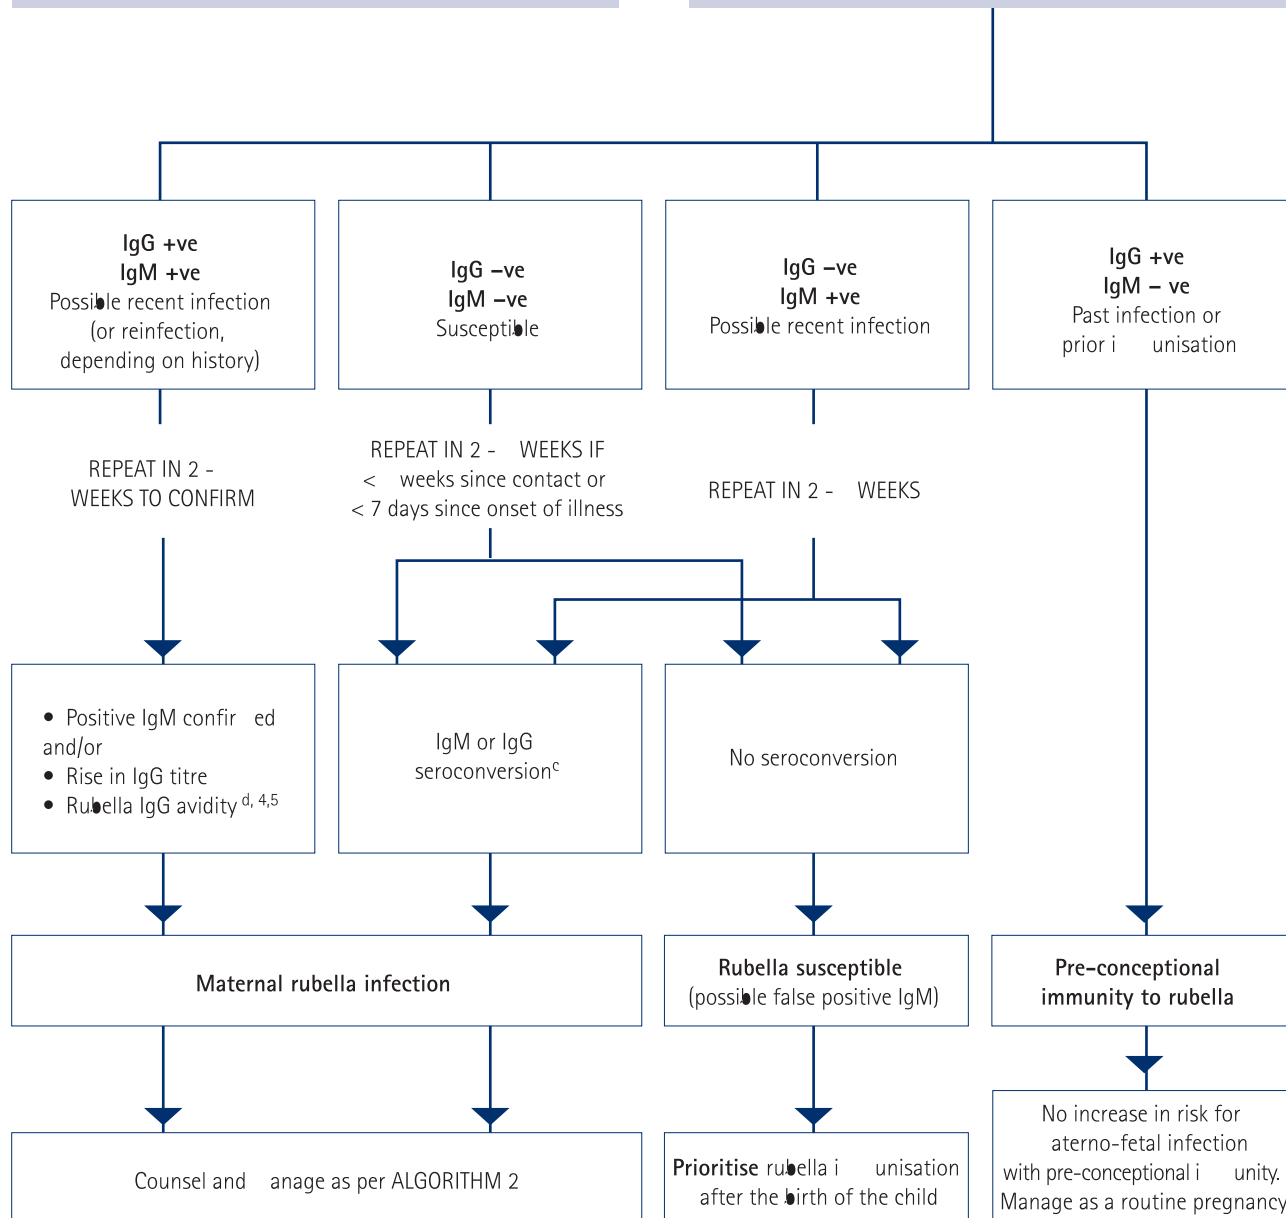 IgG +ve
IgM +ve
Possible recent infection
(or reinfection,
depending on history)
IgG –ve
IgM –ve
Susceptible
IgG –ve
IgM +ve
Possible recent infection
IgG +ve
IgM – ve
Past infection or
prior i unisation
REPEAT IN 2 -
WEEKS TO CONFIRM
REPEAT IN 2 - WEEKS IF
< weeks since contact or
< 7 days since onset of illness
REPEAT IN 2 - WEEKS
• Positive IgM confir ed
and/or
• Rise in IgG titre
• Rubella IgG avidity d, 4,5
IgM or IgG
seroconversion c
No seroconversion
Maternal rubella infection
Rubella susceptible
(possible false positive IgM)
Pre-conceptional
immunity to rubella
Counsel and anage as per ALGORITHM 2
Prioritise rubella i unisation
after the birth of the child
No increase in risk for
aterno-fetal infection
with pre-conceptional i unity.
Manage as a routine pregnancy